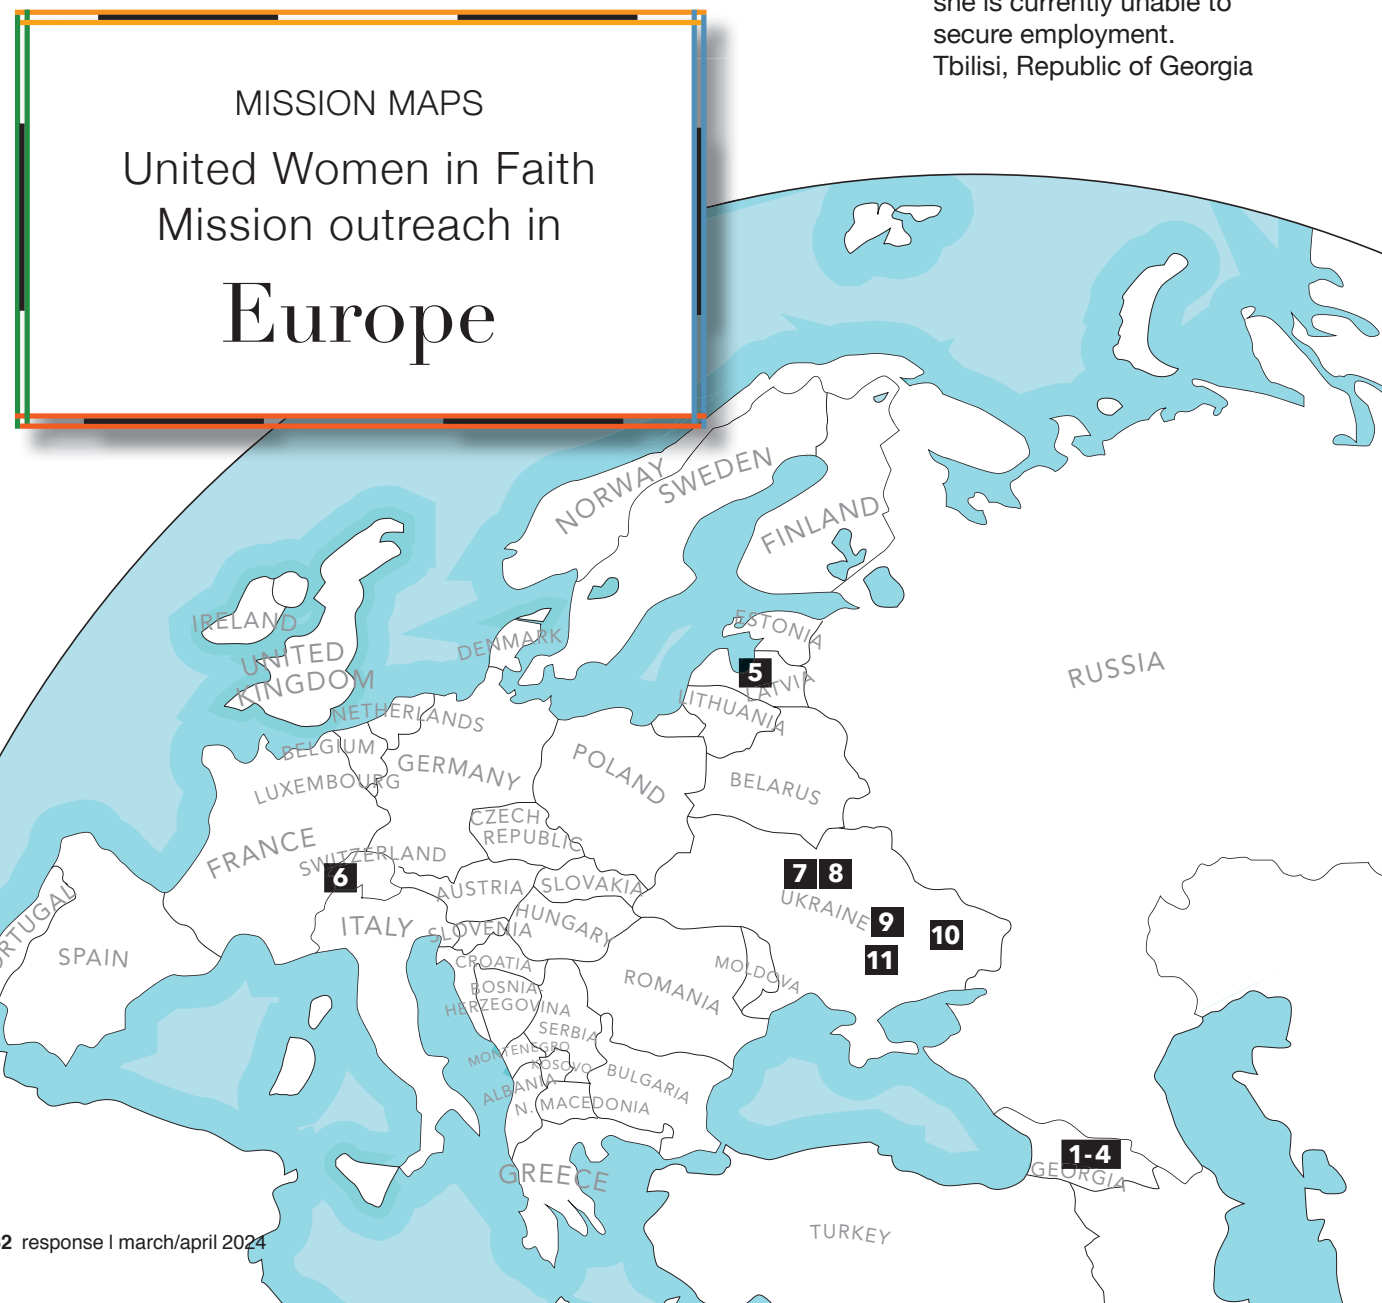 she is currently unable to
secure employment.
Tbilisi, Republic of Georgia
MISSION MAPS
United Women in Faith
Mission outreach in
Europe
NORWAY
SWEDEN
FINLAND
IRELAND
UNITED
KINGDOM
DENMARK
ESTONIA
5
LATVIA
LITHUANIA
RUSSIA
NETHERLANDS
BELGIUM
LUXEMBOURG
GERMANY
POLAND
BELARUS
CZECH
REPUBLIC
FRANCE
SWITZERLAND
6
AUSTRIA
SLOVAKIA
7
8
UKRAINE
9
10
11
ITALY
SLOVENIA
HUNGARY
SPAIN
CROATIA
BOSNIA-
HERZEGOVINA
ROMANIA
MOLDOVA
SERBIA
MONTENEGRO
KOSOVO
ALBANIA
BULGARIA
N. MACEDONIA
GREECE
1-4
GEORGIA
TURKEY
2 response | march/april 2024